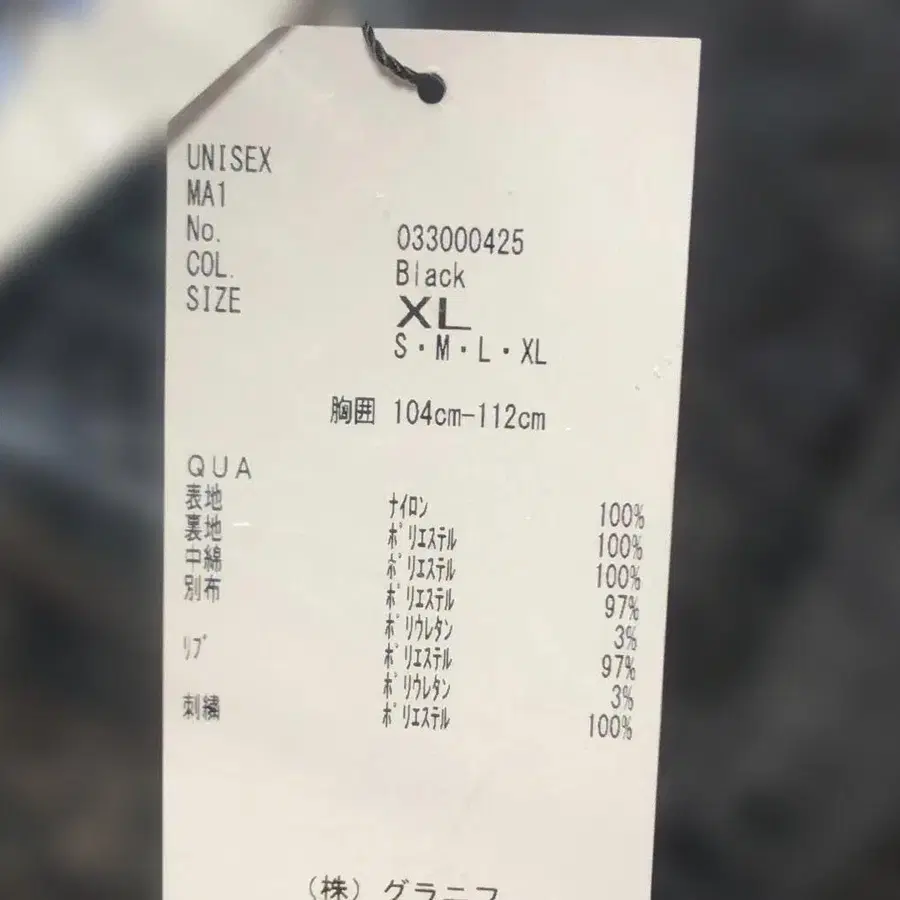 UNISEX
MA1
No. 033000425
COL. Black
SIZE XL
S・M・L・XL
胸囲 104cm-112cm
QUA
表地 ナイロン 100%
裏地 ポリエステル 100%
中綿 ポリエステル 100%
別布 ポリエステル 97%
ポリウレタン 3%
リブ ポリエステル 97%
ポリウレタン 3%
刺繍 ポリエステル 100%
(株) グラニフ